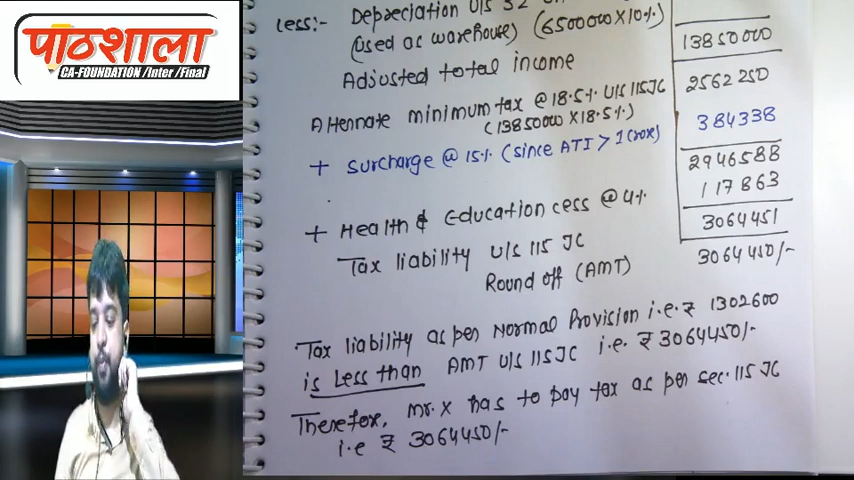 पाठशाला
CA-FOUNDATION /Inter /Final
Less:- Depreciation U/s 32
(used as warehouse) (6500000 X 10%)
13850000
Adjusted total income
Alternate minimum tax @ 18.5% U/s 115JC
2562250
(13850000 X 18.5%)
+ Surcharge @ 15% (since ATI > 1 crore)
384338
2946588
+ Health & Education cess @ 4%
117863
Tax liability U/s 115 JC
3064451
Round off (AMT)
3064450/-
Tax liability as per Normal Provision i.e. ₹ 1302600
is Less than AMT U/s 115JC i.e. ₹ 3064450/-
Therefore, Mr. X has to pay tax as per sec. 115 JC
i.e ₹ 3064450/-